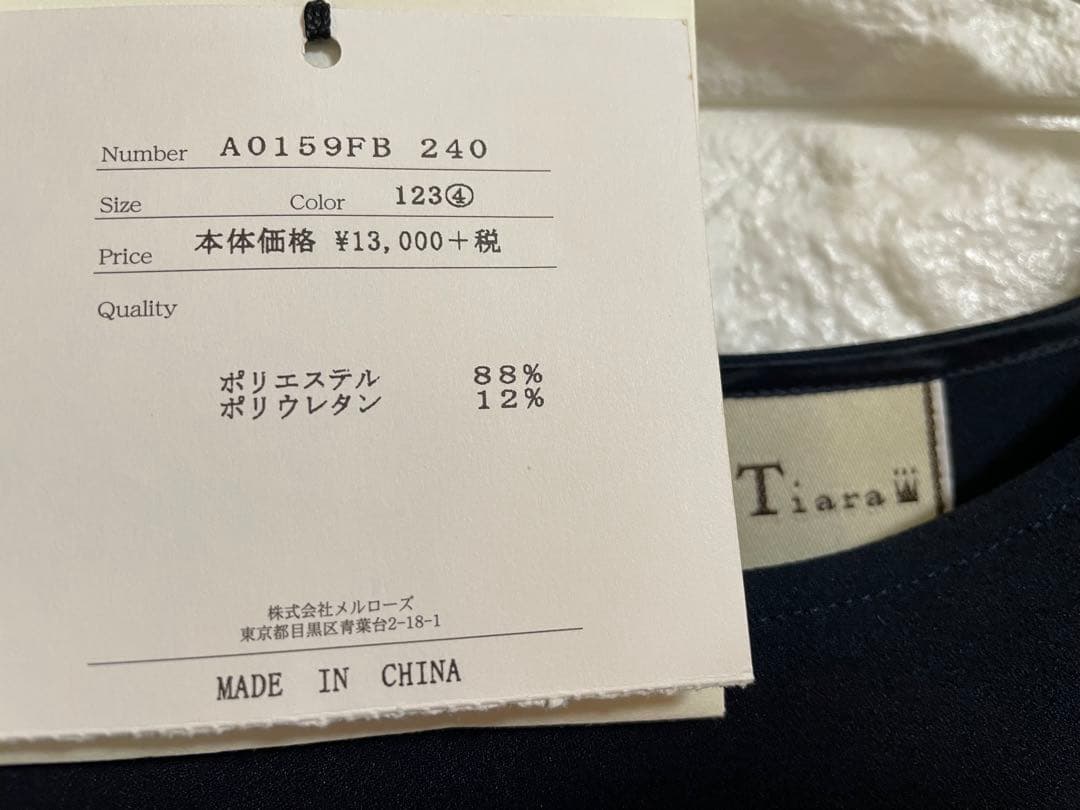 Number A0159FB 240
Size Color 123④
Price 本体価格 ¥13,000+税
Quality
ポリエステル 88%
ポリウレタン 12%
株式会社メルローズ
東京都目黒区青葉台2-18-1
MADE IN CHINA
Tiara